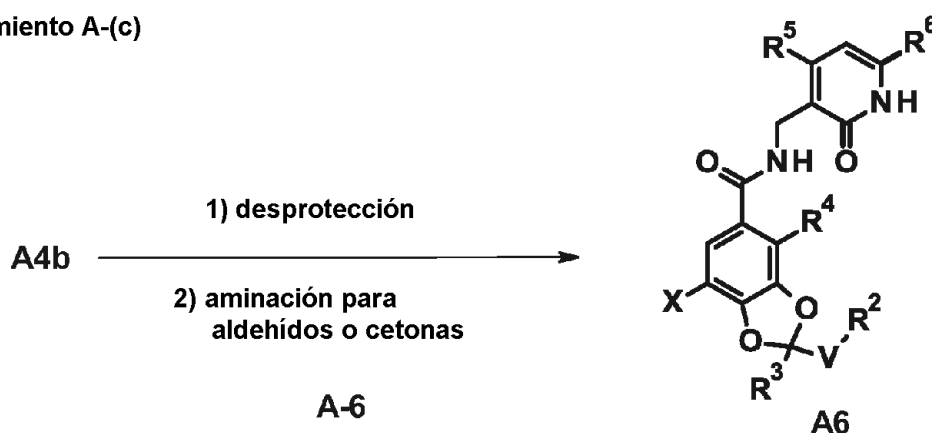 miento A-(c)
A4b
1) desprotección
2) aminación para
aldehídos o cetonas
A-6
R⁵
R⁶
NH
O
NH
O
R⁴
X
O
O
R²
V
R³
A6